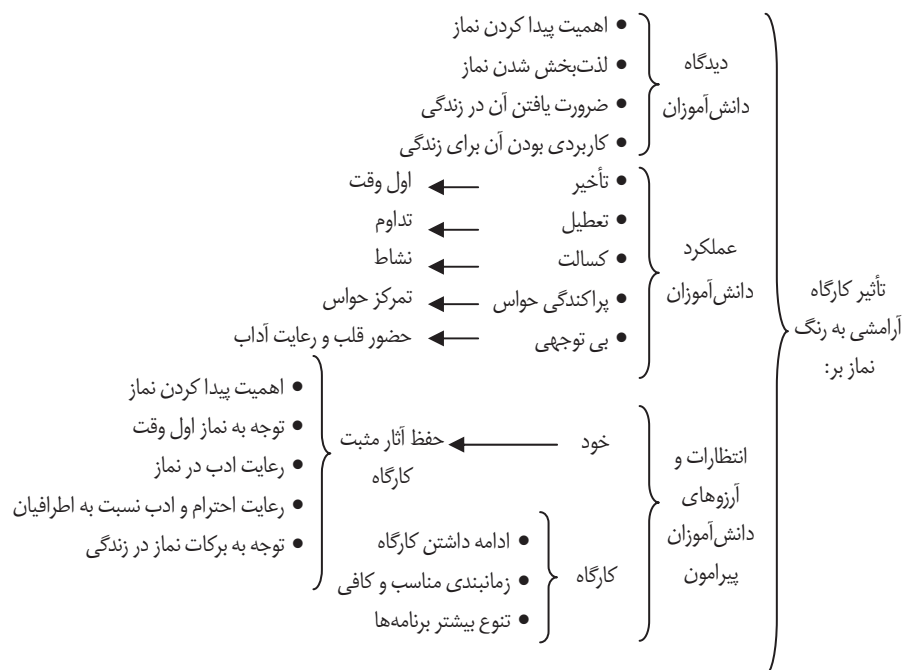 تأثیر کارگاه
آرامشی به رنگ
نماز بر:
دیدگاه
دانش‌آموزان
• اهمیت پیدا کردن نماز
• لذت‌بخش شدن نماز
• ضرورت یافتن آن در زندگی
• کاربردی بودن آن برای زندگی
عملکرد
دانش‌آموزان
• تأخیر ← اول وقت
• تعطیل ← تداوم
• کسالت ← نشاط
• پراکندگی حواس ← تمرکز حواس
• بی توجهی ← حضور قلب و رعایت آداب
انتظارات و
آرزوهای
دانش‌آموزان
پیرامون
خود ← حفظ آثار مثبت
کارگاه
• اهمیت پیدا کردن نماز
• توجه به نماز اول وقت
• رعایت ادب در نماز
• رعایت احترام و ادب نسبت به اطرافیان
• توجه به برکات نماز در زندگی
کارگاه
• ادامه داشتن کارگاه
• زمانبندی مناسب و کافی
• تنوع بیشتر برنامه‌ها